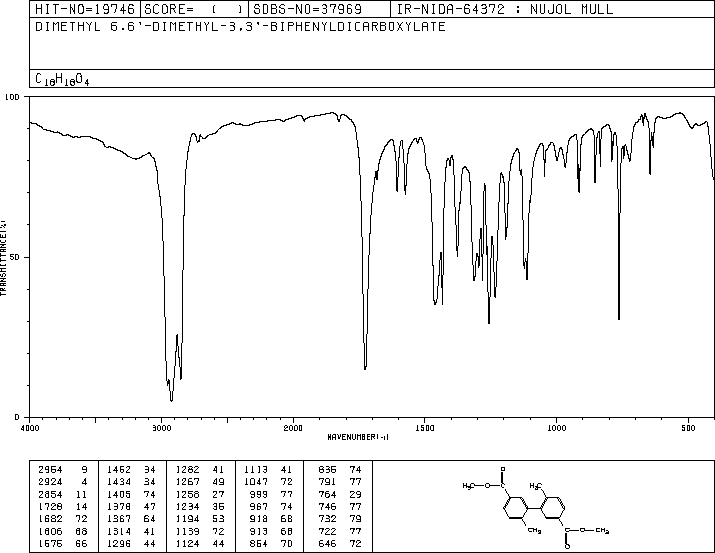 HIT-NO=19746 SCORE= ( ) SDBS-NO=37969 IR-NIDA-64372 : NUJOL MULL
DIMETHYL 6,6'-DIMETHYL-3,3'-BIPHENYLDICARBOXYLATE
C18H18O4
100
50
0
TRANSMITTANCE(%)
4000 3000 2000 1500 1000 500
WAVENUMBER(-1)
2954 9 1462 34 1282 41 1113 41 836 74
2924 4 1434 34 1267 49 1047 72 791 77
2854 11 1405 74 1258 27 999 77 764 29
1728 14 1378 47 1234 36 967 74 746 77
1682 72 1367 64 1194 53 918 68 732 79
1606 68 1314 41 1139 72 913 68 722 77
1575 66 1296 44 1124 44 864 70 646 72
O
H3C O C H3C
CH3 C O CH3
O